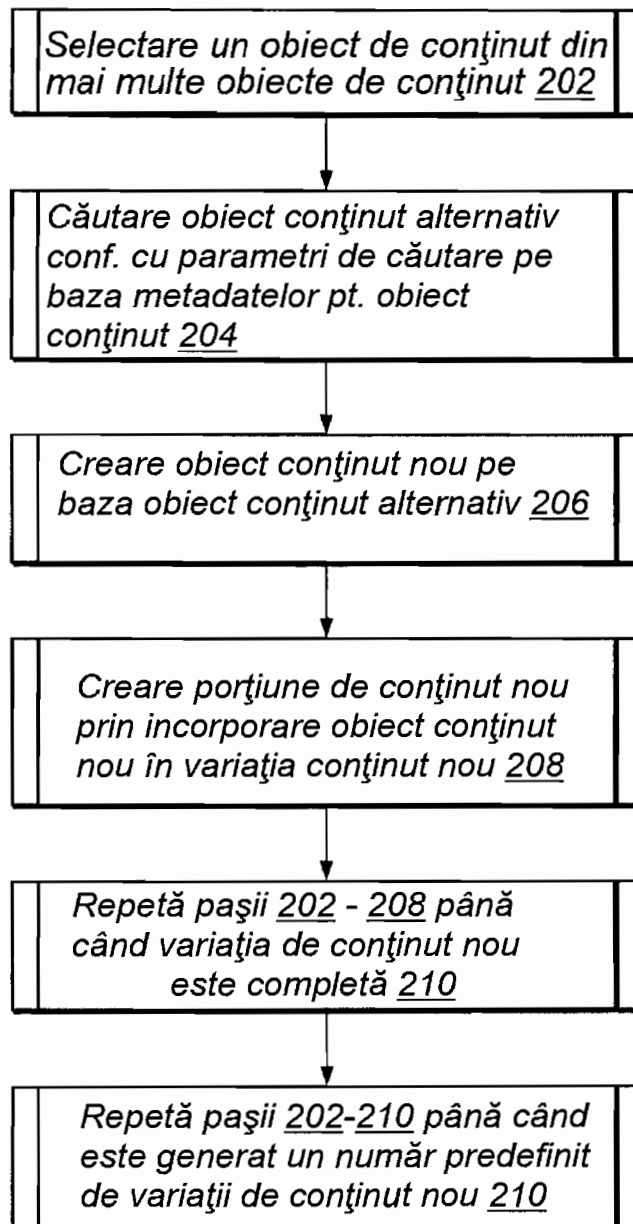 Selectare un obiect de conţinut din
mai multe obiecte de conţinut 202
Căutare obiect conţinut alternativ
conf. cu parametri de căutare pe
baza metadatelor pt. obiect
conţinut 204
Creare obiect conţinut nou pe
baza obiect conţinut alternativ 206
Creare porţiune de conţinut nou
prin incorporare obiect conţinut
nou în variaţia conţinut nou 208
Repetă paşii 202 - 208 până
când variaţia de conţinut nou
este completă 210
Repetă paşii 202-210 până când
este generat un număr predefinit
de variaţii de conţinut nou 210